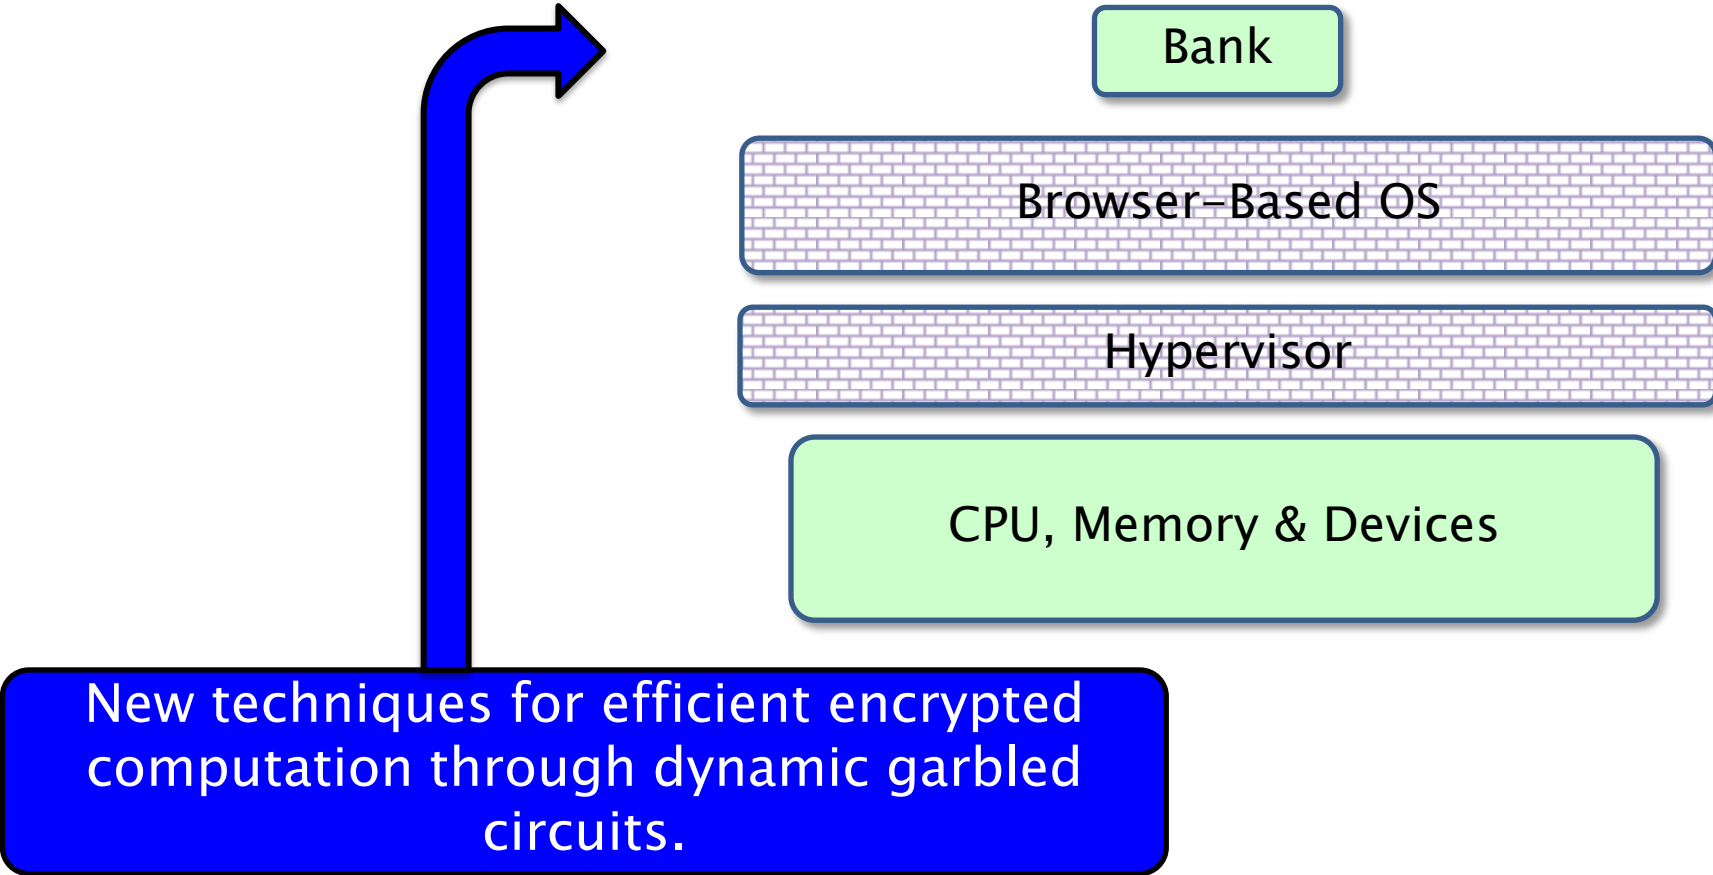 Bank
Browser-Based OS
Hypervisor
CPU, Memory & Devices
New techniques for efficient encrypted
computation through dynamic garbled
circuits.